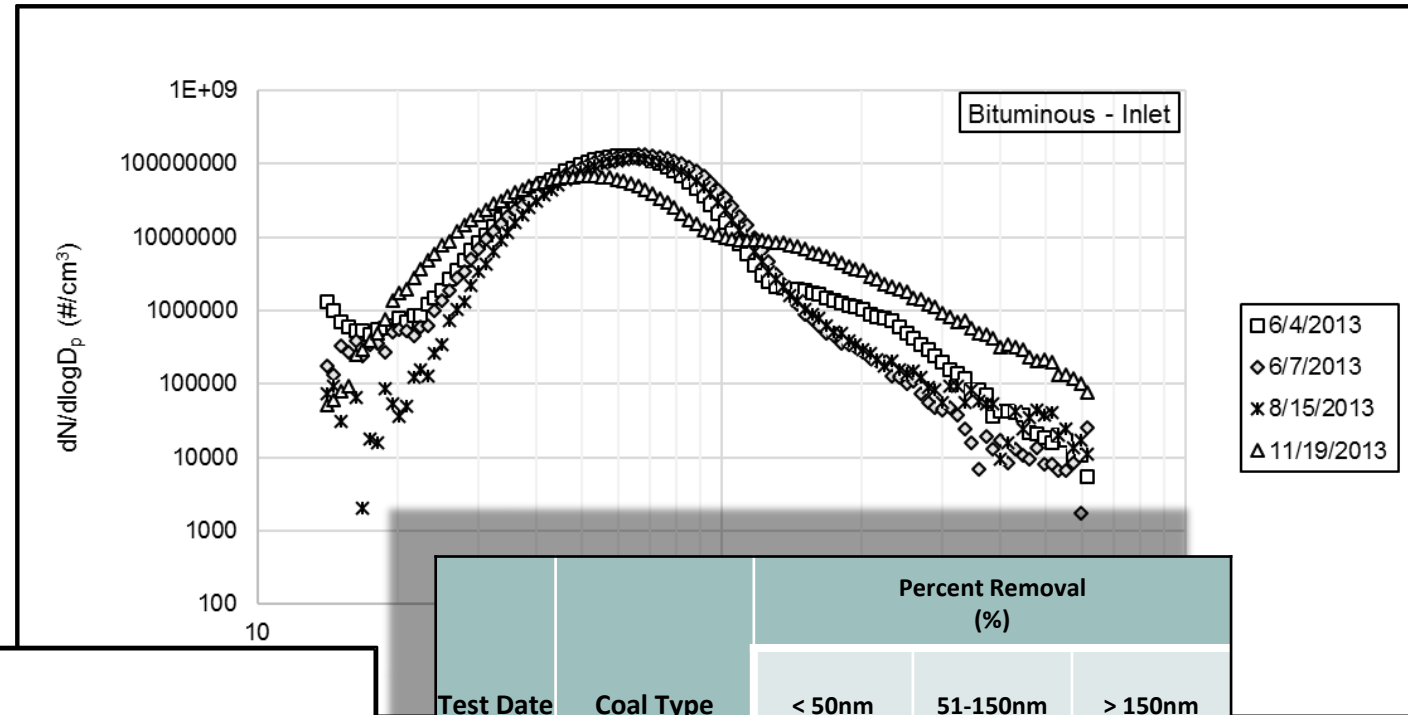 1E+09
Bituminous - Inlet
100000000
10000000
1000000
100000
10000
1000
100
10
dN/dlogDₚ (#/cm³)
6/4/2013
6/7/2013
8/15/2013
11/19/2013
Percent Removal
(%)
Test Date Coal Type < 50nm 51-150nm > 150nm